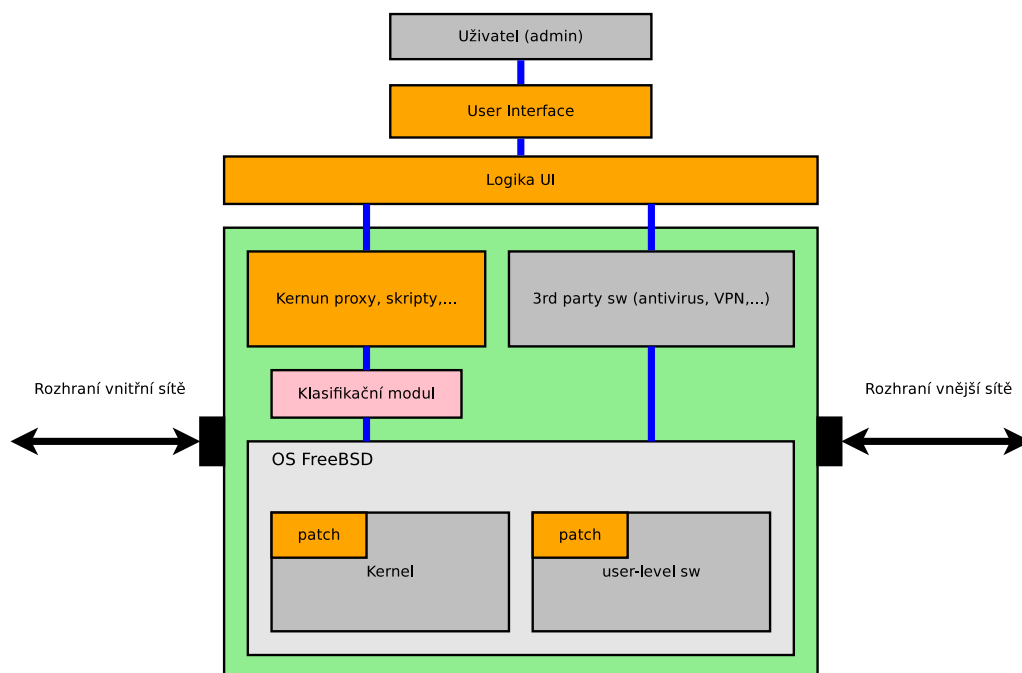 Uživatel (admin)
User Interface
Logika UI
Kernun proxy, skripty,...
3rd party sw (antivirus, VPN,...)
Klasifikační modul
Rozhraní vnitřní sítě
Rozhraní vnější sítě
OS FreeBSD
patch
Kernel
patch
user-level sw